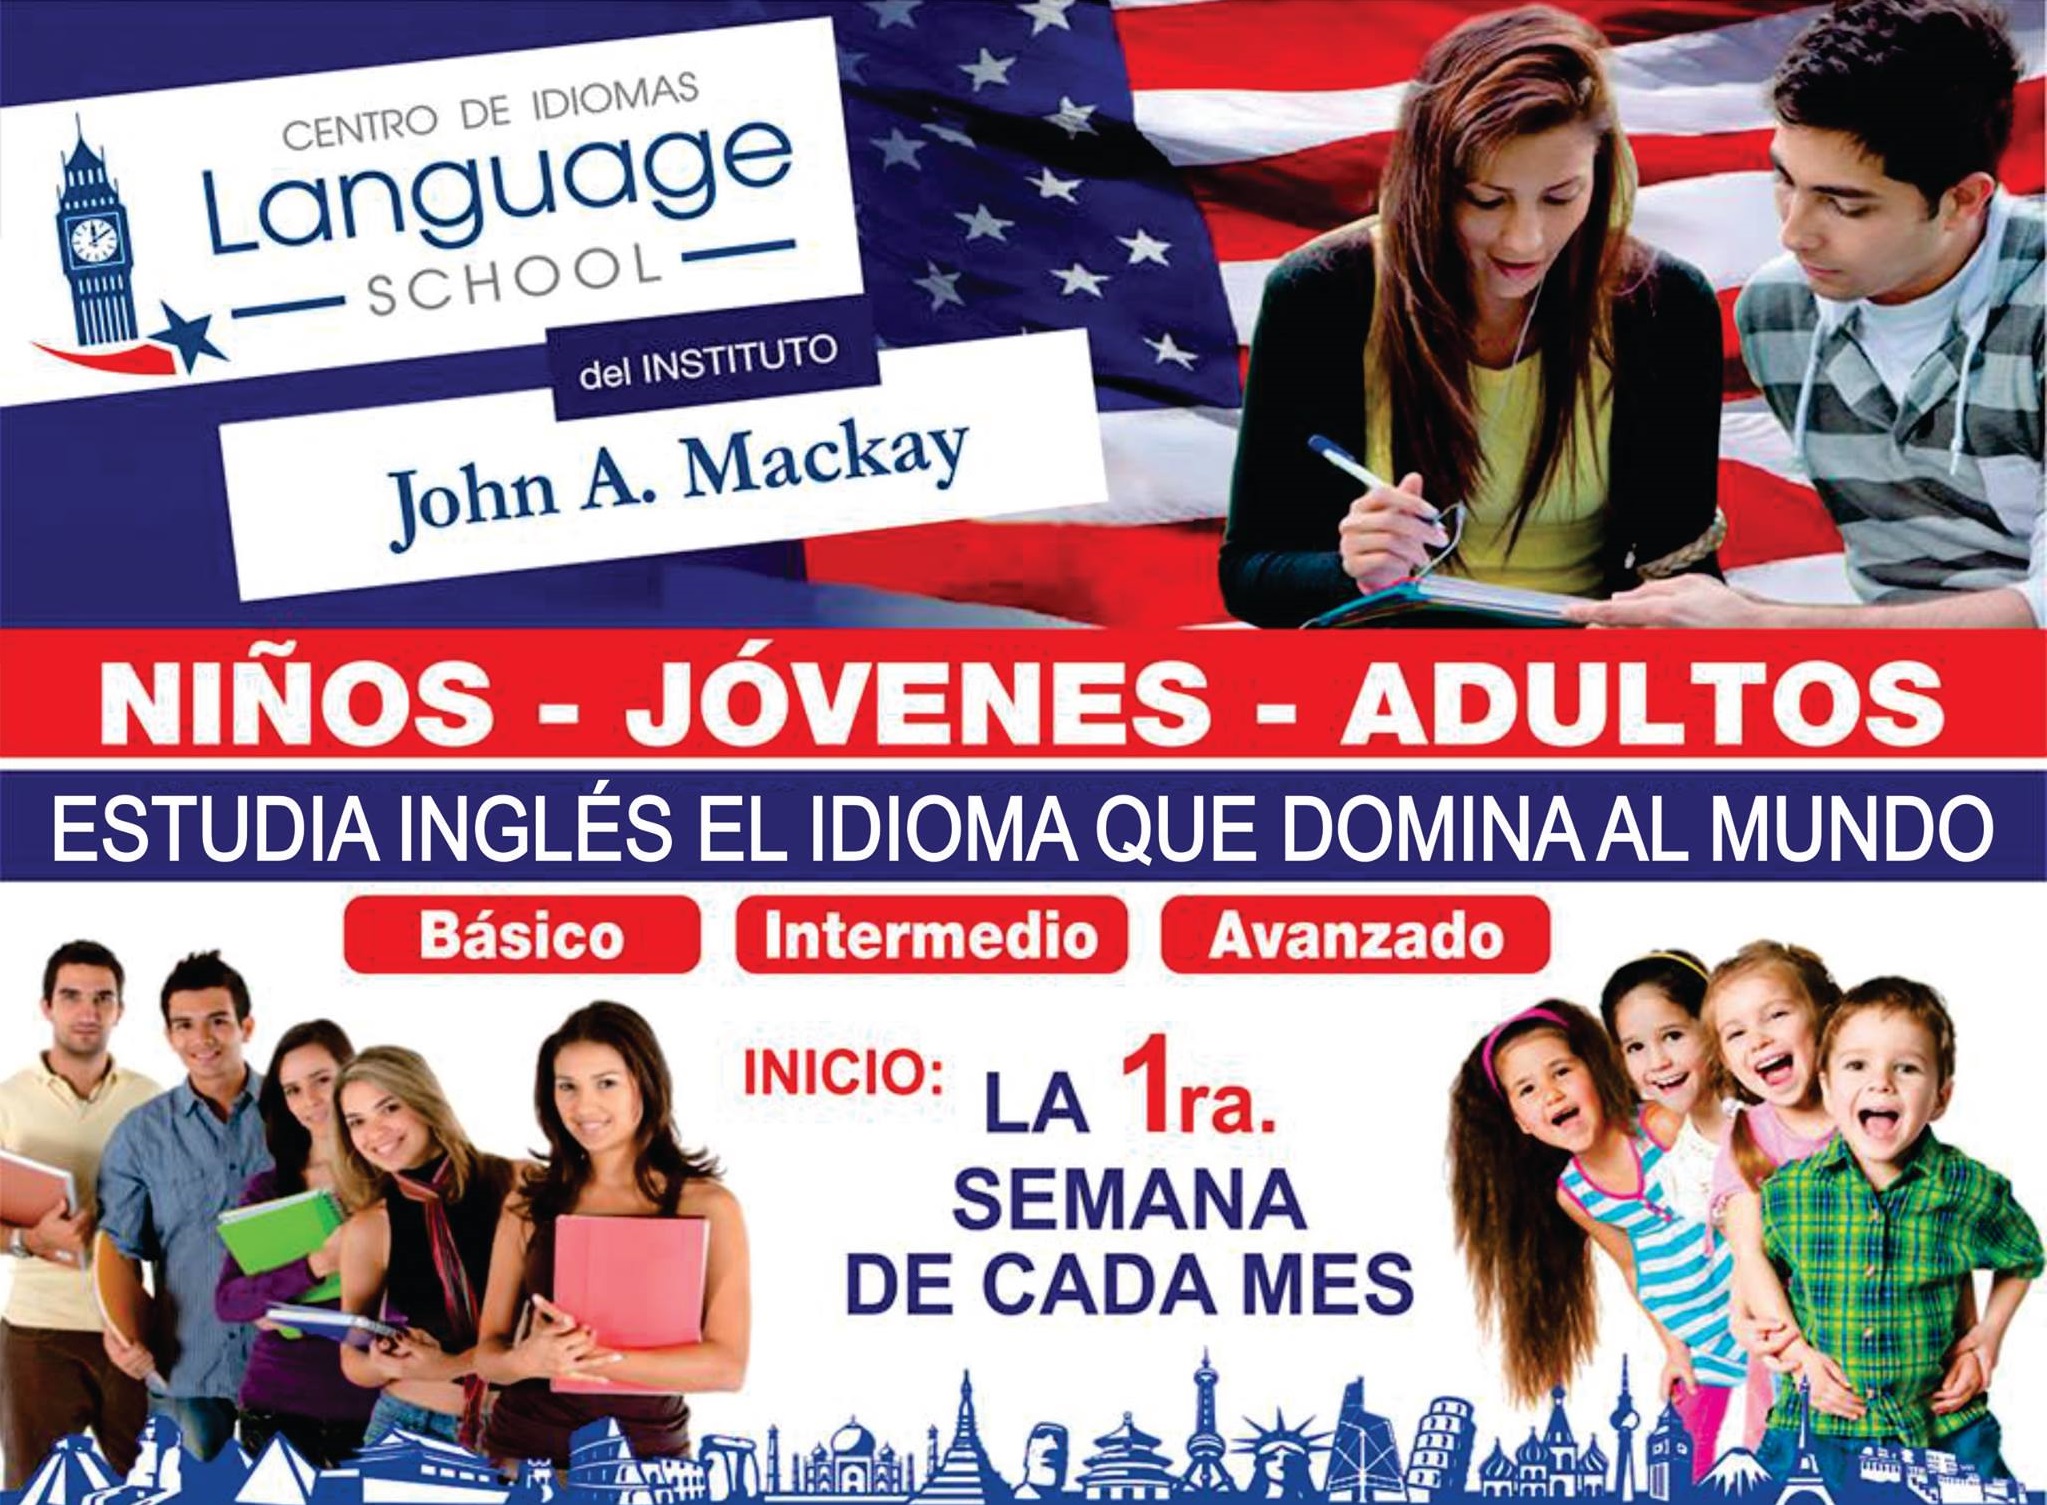 CENTRO DE IDIOMAS
Language
SCHOOL
del INSTITUTO
John A. Mackay
NIÑOS - JÓVENES - ADULTOS
ESTUDIA INGLÉS EL IDIOMA QUE DOMINA AL MUNDO
Básico Intermedio Avanzado
INICIO: LA 1ra.
SEMANA
DE CADA MES